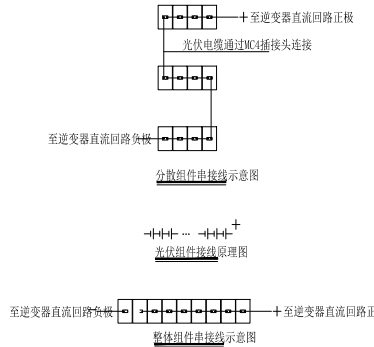 +至逆变器直流回路正极
光伏电缆通过MC4插接头连接
至逆变器直流回路负极
分散组件串接线示意图
+
...
光伏组件接线原理图
至逆变器直流回路负极
+至逆变器直流回路正
整体组件串接线示意图